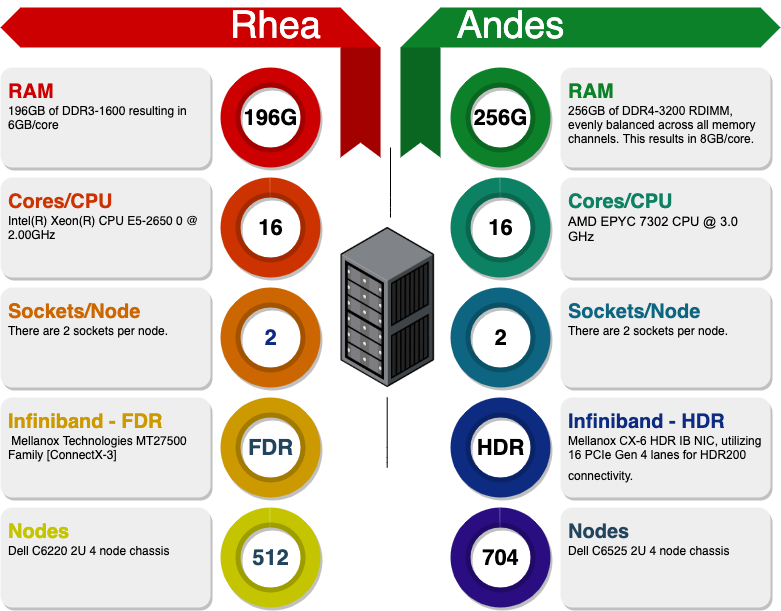 Rhea
RAM
196GB of DDR3-1600 resulting in
6GB/core
196G
Cores/CPU
Intel(R) Xeon(R) CPU E5-2650 0 @
2.00GHz
16
Sockets/Node
There are 2 sockets per node.
2
Infiniband - FDR
Mellanox Technologies MT27500
Family [ConnectX-3]
FDR
Nodes
Dell C6220 2U 4 node chassis
512
Andes
256G
RAM
256GB of DDR4-3200 RDIMM,
evenly balanced across all memory
channels. This results in 8GB/core.
16
Cores/CPU
AMD EPYC 7302 CPU @ 3.0
GHz
2
Sockets/Node
There are 2 sockets per node.
HDR
Infiniband - HDR
Mellanox CX-6 HDR IB NIC, utilizing
16 PCIe Gen 4 lanes for HDR200
connectivity.
704
Nodes
Dell C6525 2U 4 node chassis